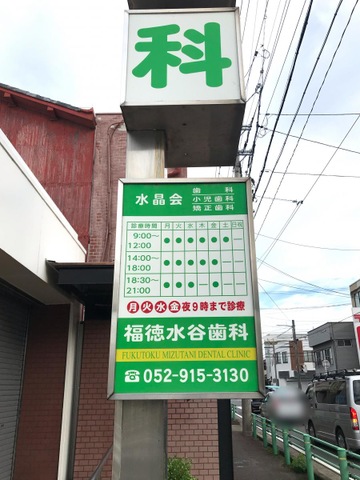 科
水晶会
歯科
小児歯科
矯正歯科
診療時間 月 火 水 木 金 土 日祝
9:00～
12:00
14:00～
18:00
18:30～
21:00
月火水金夜9時まで診療
福徳水谷歯科
FUKUTOKU MIZUTANI DENTAL CLINIC
☎052-915-3130